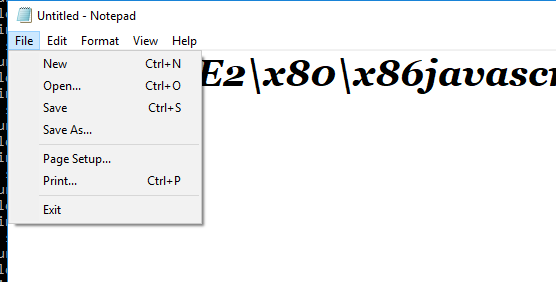 Untitled - Notepad
File Edit Format View Help
E2\x80\x86javascr
New Ctrl+N
Open... Ctrl+O
Save Ctrl+S
Save As...
Page Setup...
Print... Ctrl+P
Exit